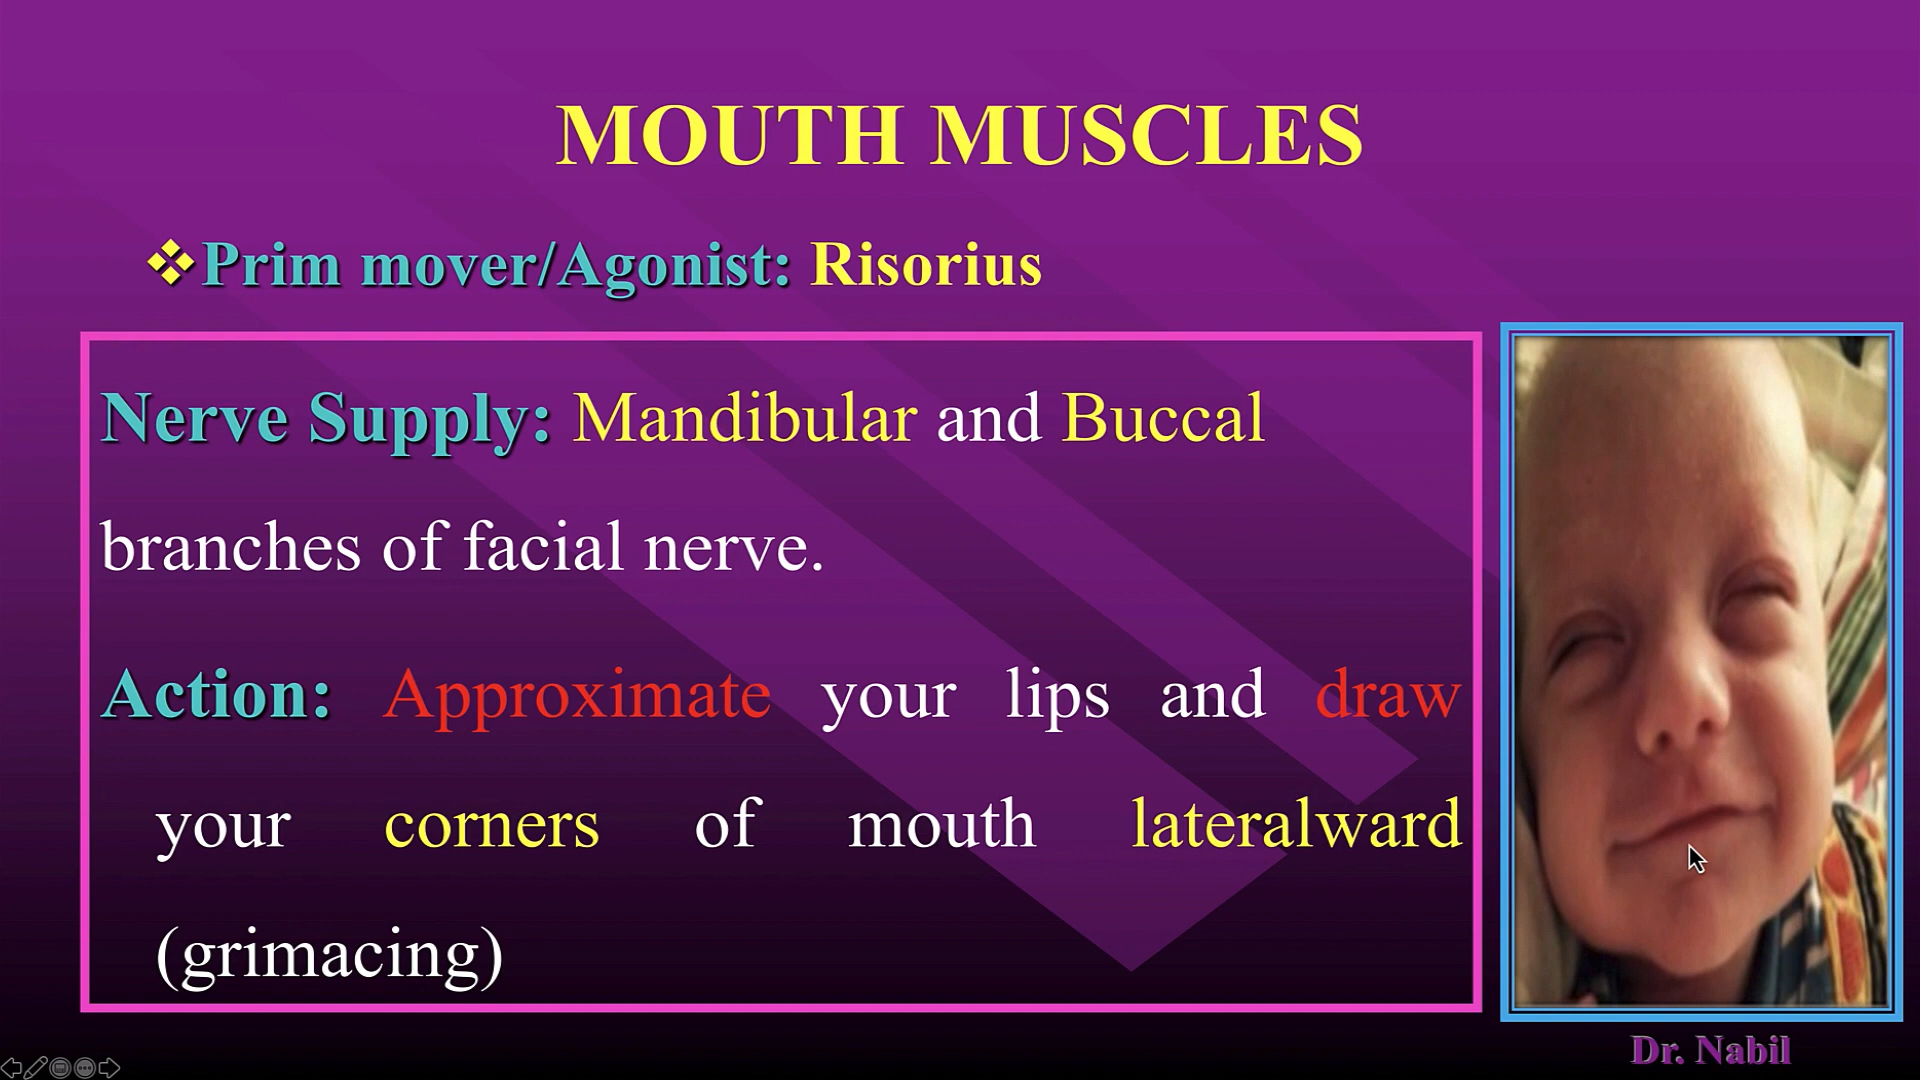 MOUTH MUSCLES
Prim mover/Agonist: Risorius
Nerve Supply: Mandibular and Buccal
branches of facial nerve.
Action: Approximate your lips and draw
your corners of mouth lateralward
(grimacing)
Dr. Nabil